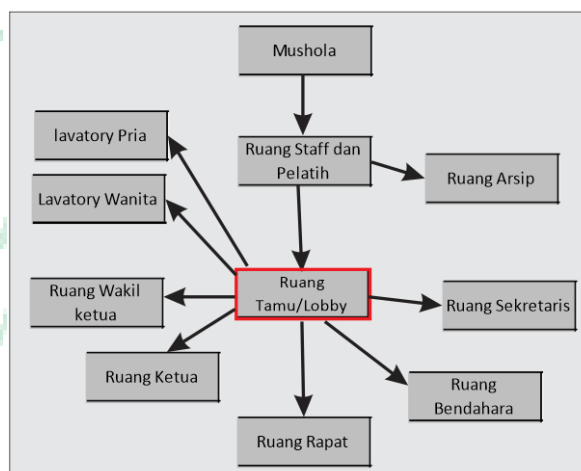 Mushola
lavatory Pria
Ruang Staff dan
Pelatih
Ruang Arsip
Lavatory Wanita
Ruang
Tamu/Lobby
Ruang Wakil
ketua
Ruang Sekretaris
Ruang Ketua
Ruang
Bendahara
Ruang Rapat